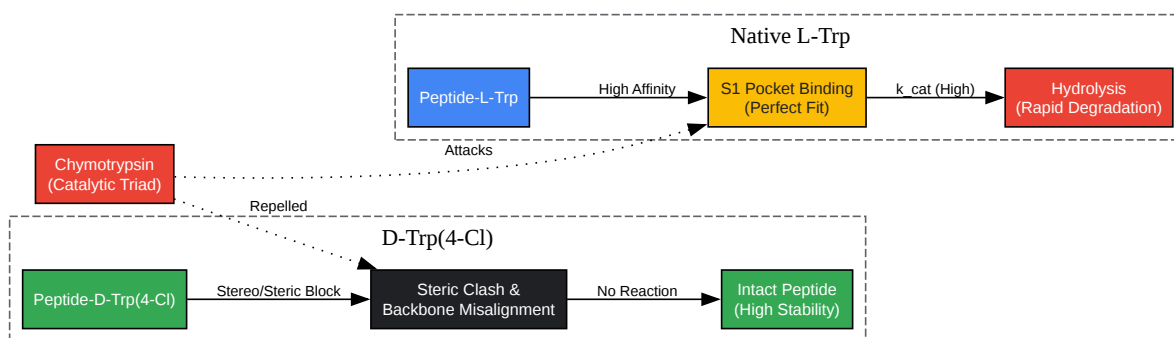 Native L-Trp
Peptide-L-Trp
High Affinity
S1 Pocket Binding
(Perfect Fit)
k_cat (High)
Hydrolysis
(Rapid Degradation)
Attacks
Chymotrypsin
(Catalytic Triad)
Repelled
D-Trp(4-Cl)
Peptide-D-Trp(4-Cl)
Stereo/Steric Block
Steric Clash &
Backbone Misalignment
No Reaction
Intact Peptide
(High Stability)